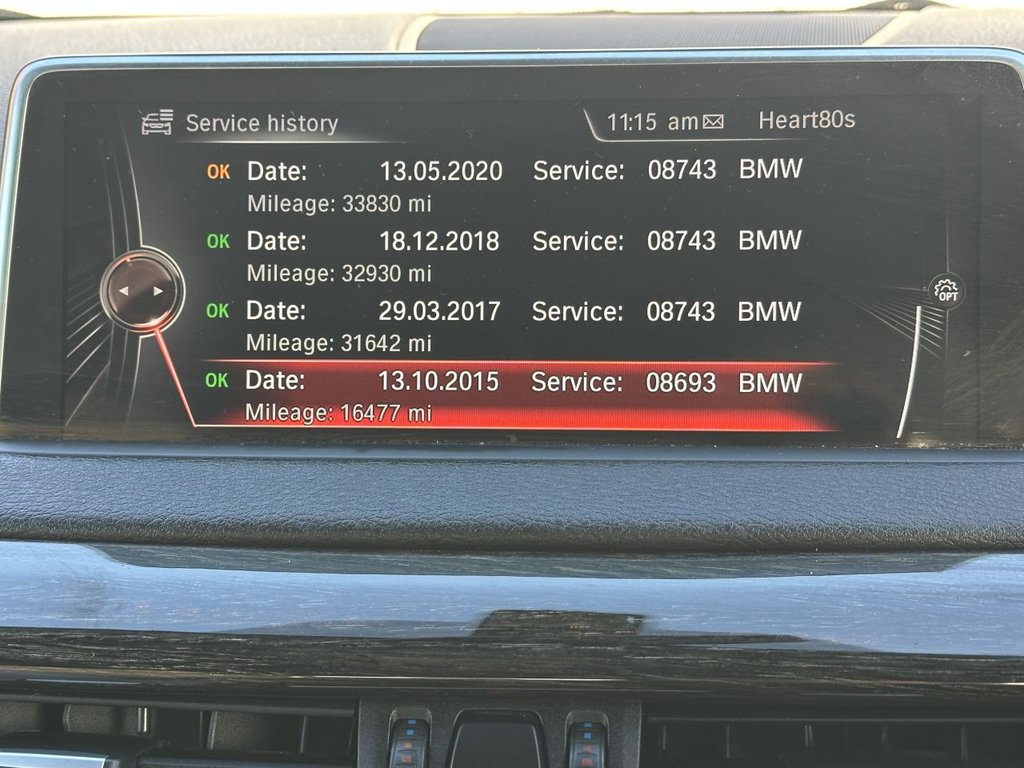 Service history 11:15 am Heart80s
OK Date: 13.05.2020 Service: 08743 BMW
Mileage: 33830 mi
OK Date: 18.12.2018 Service: 08743 BMW
Mileage: 32930 mi
OK Date: 29.03.2017 Service: 08743 BMW
Mileage: 31642 mi
OK Date: 13.10.2015 Service: 08693 BMW
Mileage: 16477 mi
OPT